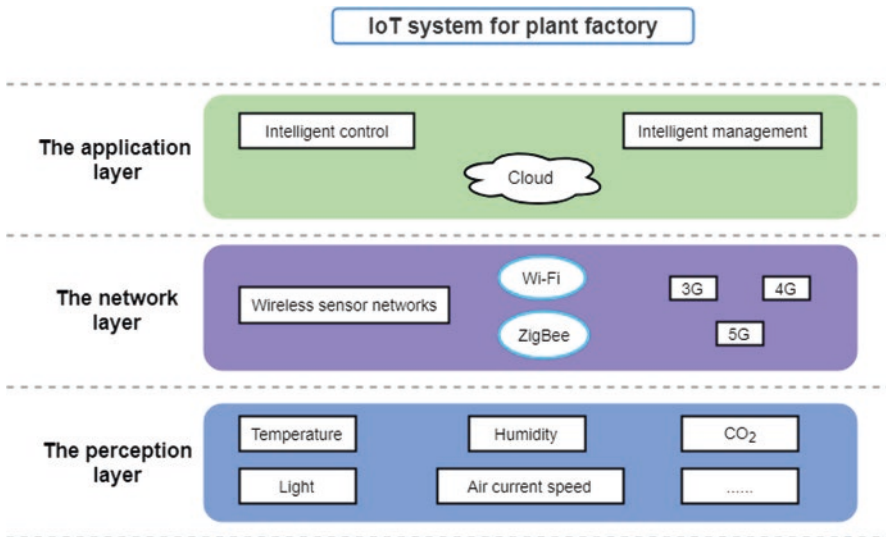 IoT system for plant factory
The application
layer
Intelligent control
Intelligent management
Cloud
The network
layer
Wireless sensor networks
Wi-Fi
ZigBee
3G
4G
5G
The perception
layer
Temperature
Humidity
CO2
Light
Air current speed
......